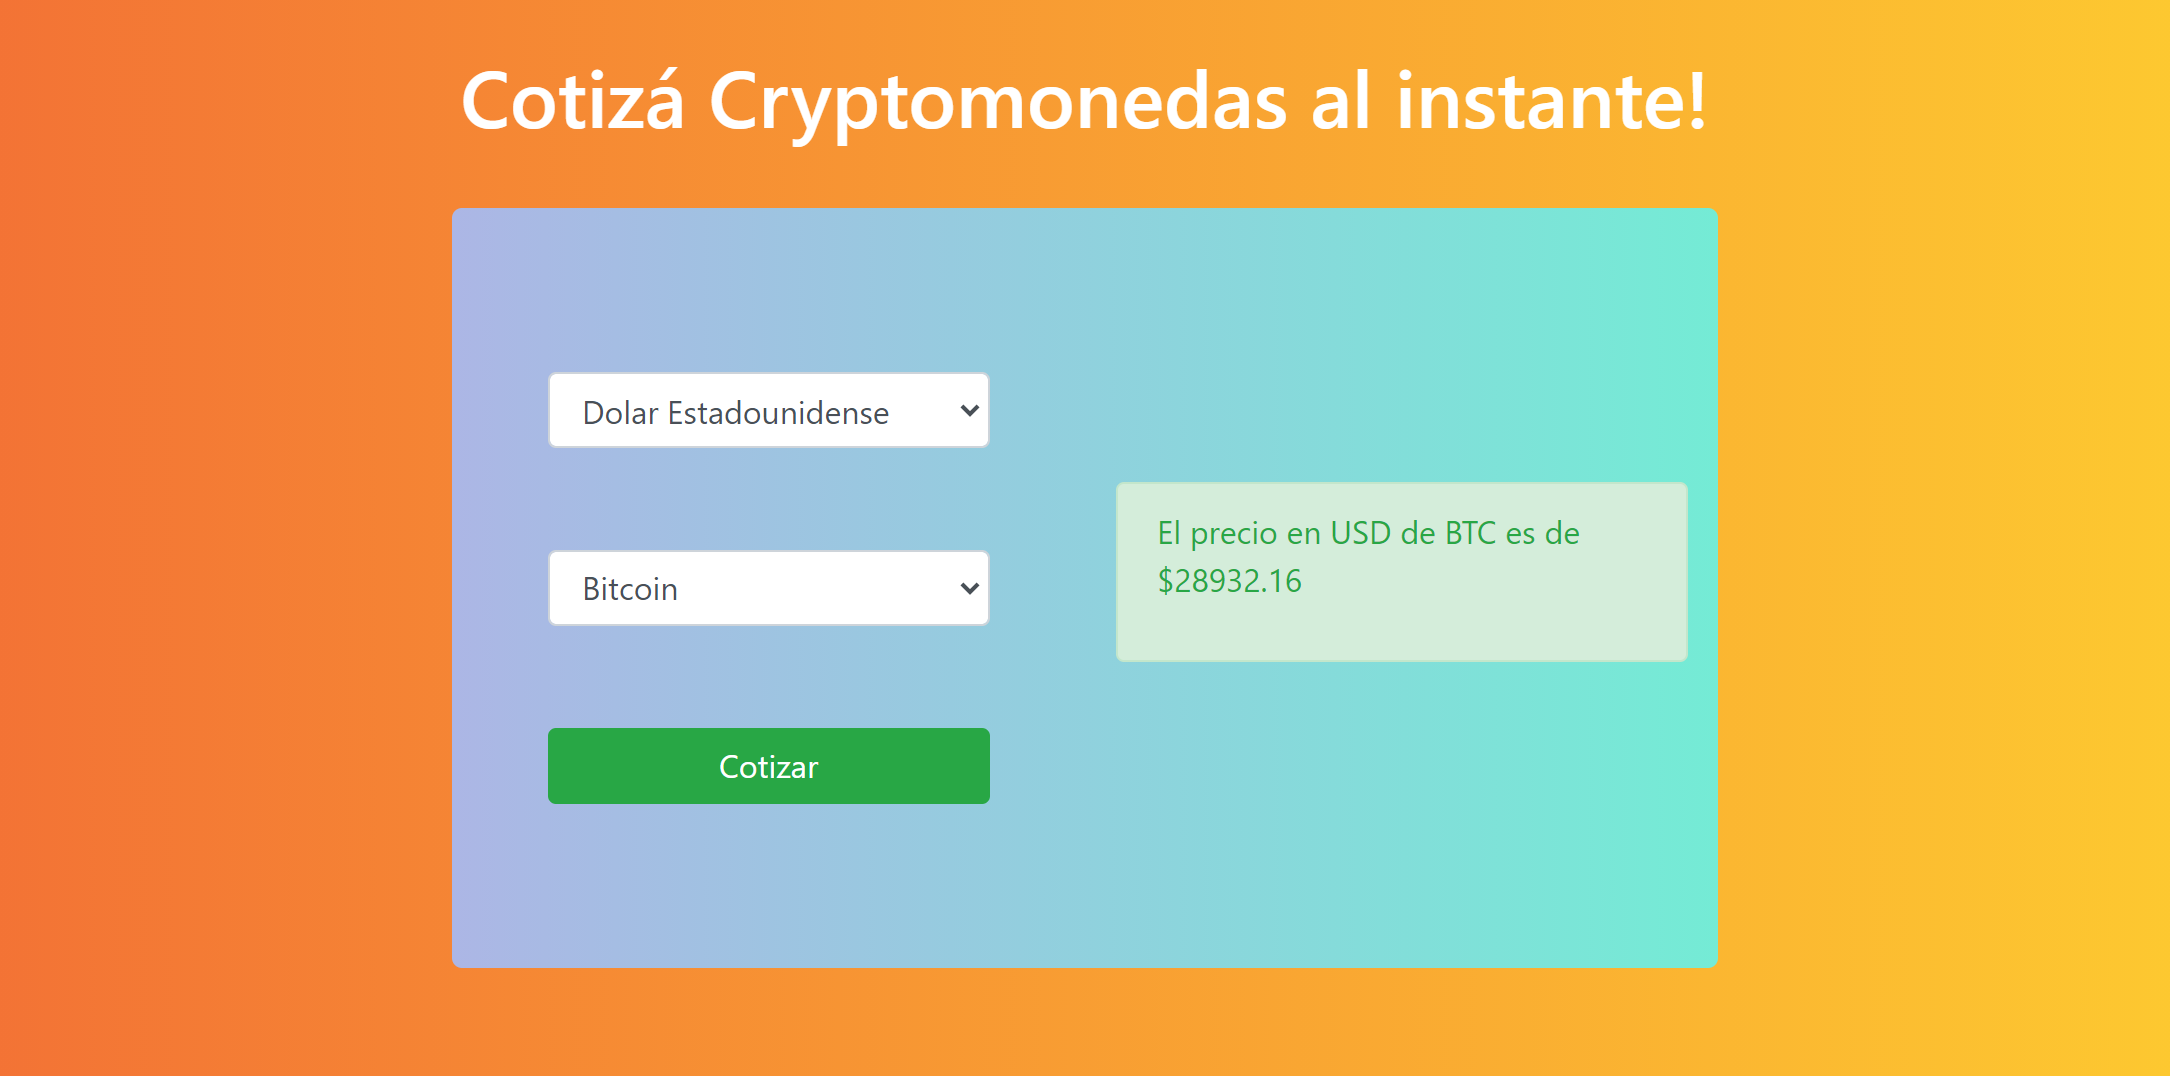 Cotizá Cryptomonedas al instante!
Dolar Estadounidense
Bitcoin
Cotizar
El precio en USD de BTC es de
$28932.16